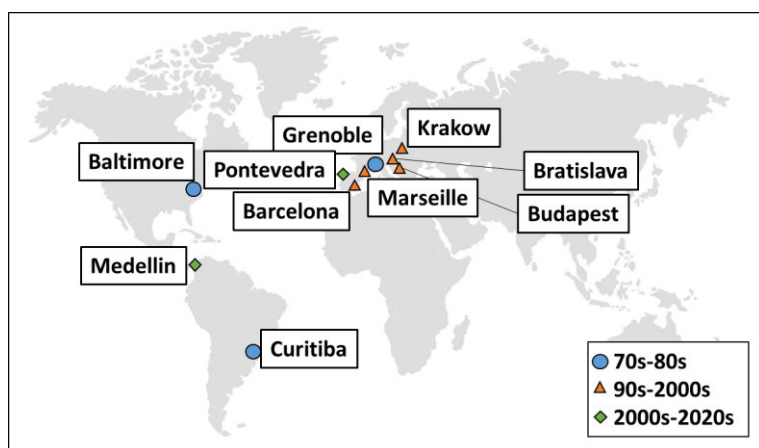 Krakow
Grenoble
Baltimore
Pontevedra
Bratislava
Barcelona
Marseille
Budapest
Medellin
Curitiba
70s-80s
90s-2000s
2000s-2020s